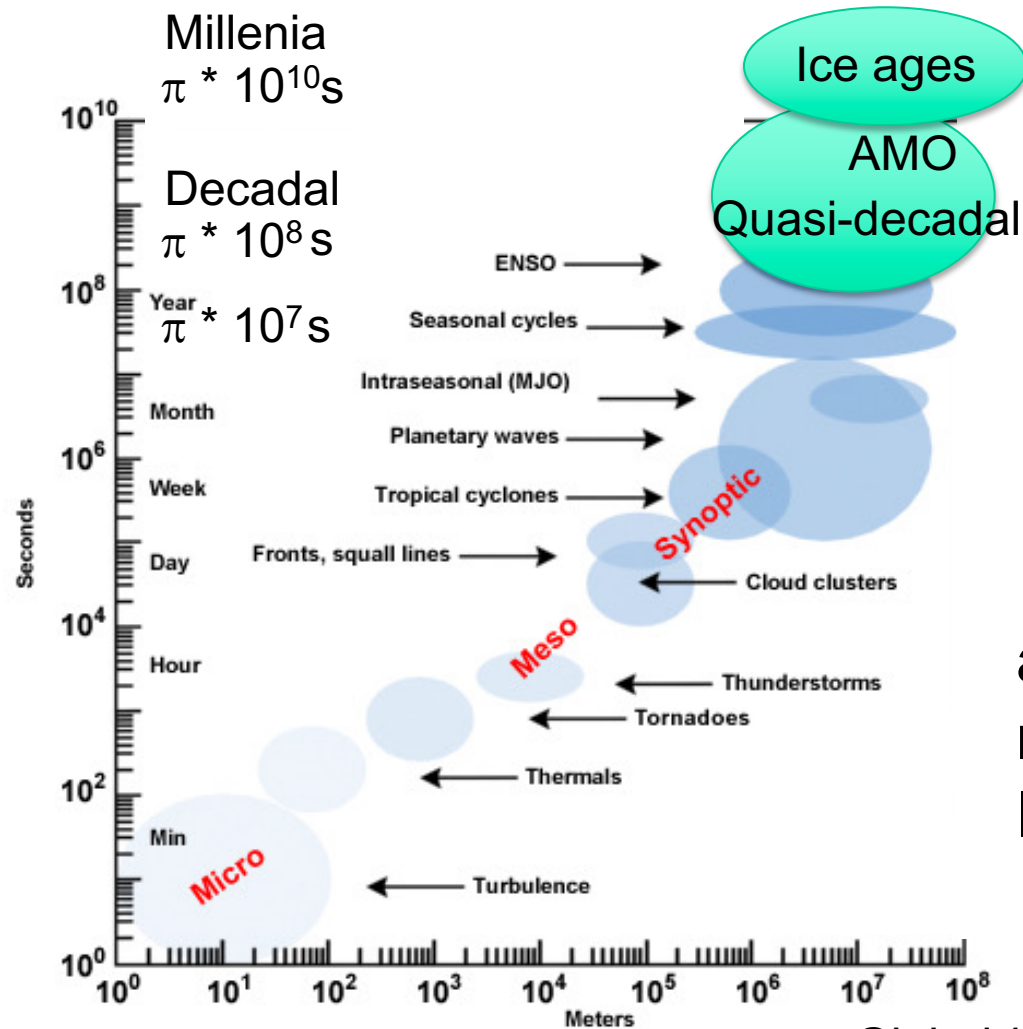 Millenia
π * 10¹⁰s
Ice ages
10¹⁰
AMO
Quasi-decadal
Decadal
π * 10⁸ s
ENSO
10⁸
Year
π * 10⁷ s
Seasonal cycles
Intraseasonal (MJO)
Month
Planetary waves
10⁶
Week
Tropical cyclones
Synoptic
Seconds
Fronts, squall lines
Day
Cloud clusters
10⁴
Meso
Hour
Thunderstorms
Tornadoes
Thermals
10²
Min
Micro
Turbulence
10⁰
10⁰ 10¹ 10² 10³ 10⁴ 10⁵ 10⁶ 10⁷ 10⁸
Meters